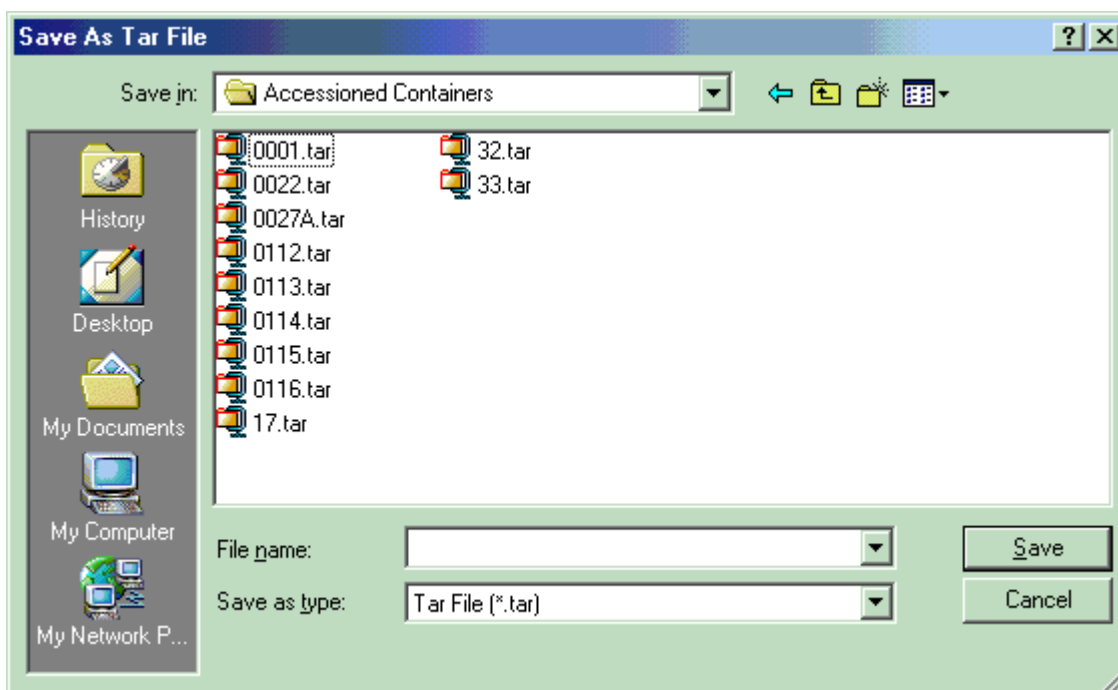 Save As Tar File
Save in: Accessioned Containers
History
Desktop
My Documents
My Computer
My Network P...
0001.tar
0022.tar
0027A.tar
0112.tar
0113.tar
0114.tar
0115.tar
0116.tar
17.tar
32.tar
33.tar
File name:
Save
Save as type: Tar File (*.tar)
Cancel